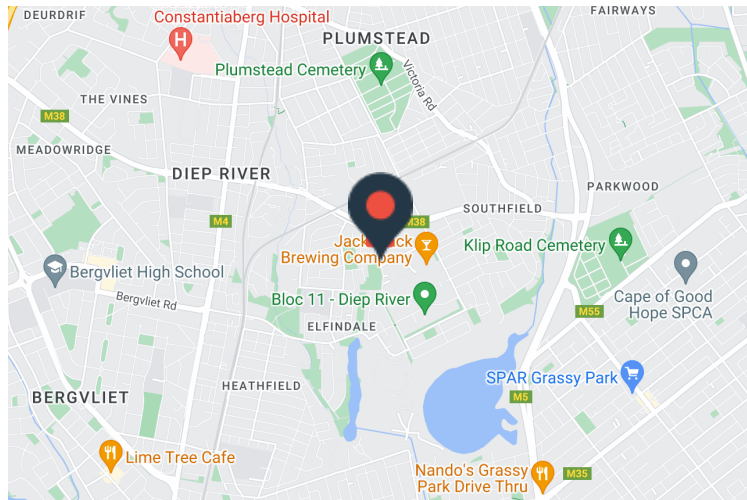 DEURDRIF
Constantiaberg Hospital
FAIRWAYS
H
PLUMSTEAD
Plumstead Cemetery
Victoria Rd
THE VINES
M38
MEADOWRIDGE
DIEP RIVER
PARKWOOD
SOUTHFIELD
M4
M38
Brewing Company
Klip Road Cemetery
Bergvliet High School
Bergvliet Rd
Bloc 11 - Diep River
Cape of Good
Hope SPCA
M55
ELFINDALE
HEATHFIELD
SPAR Grassy Park
BERGVLIET
M5
Lime Tree Cafe
Nando's Grassy
Park Drive Thru
M35